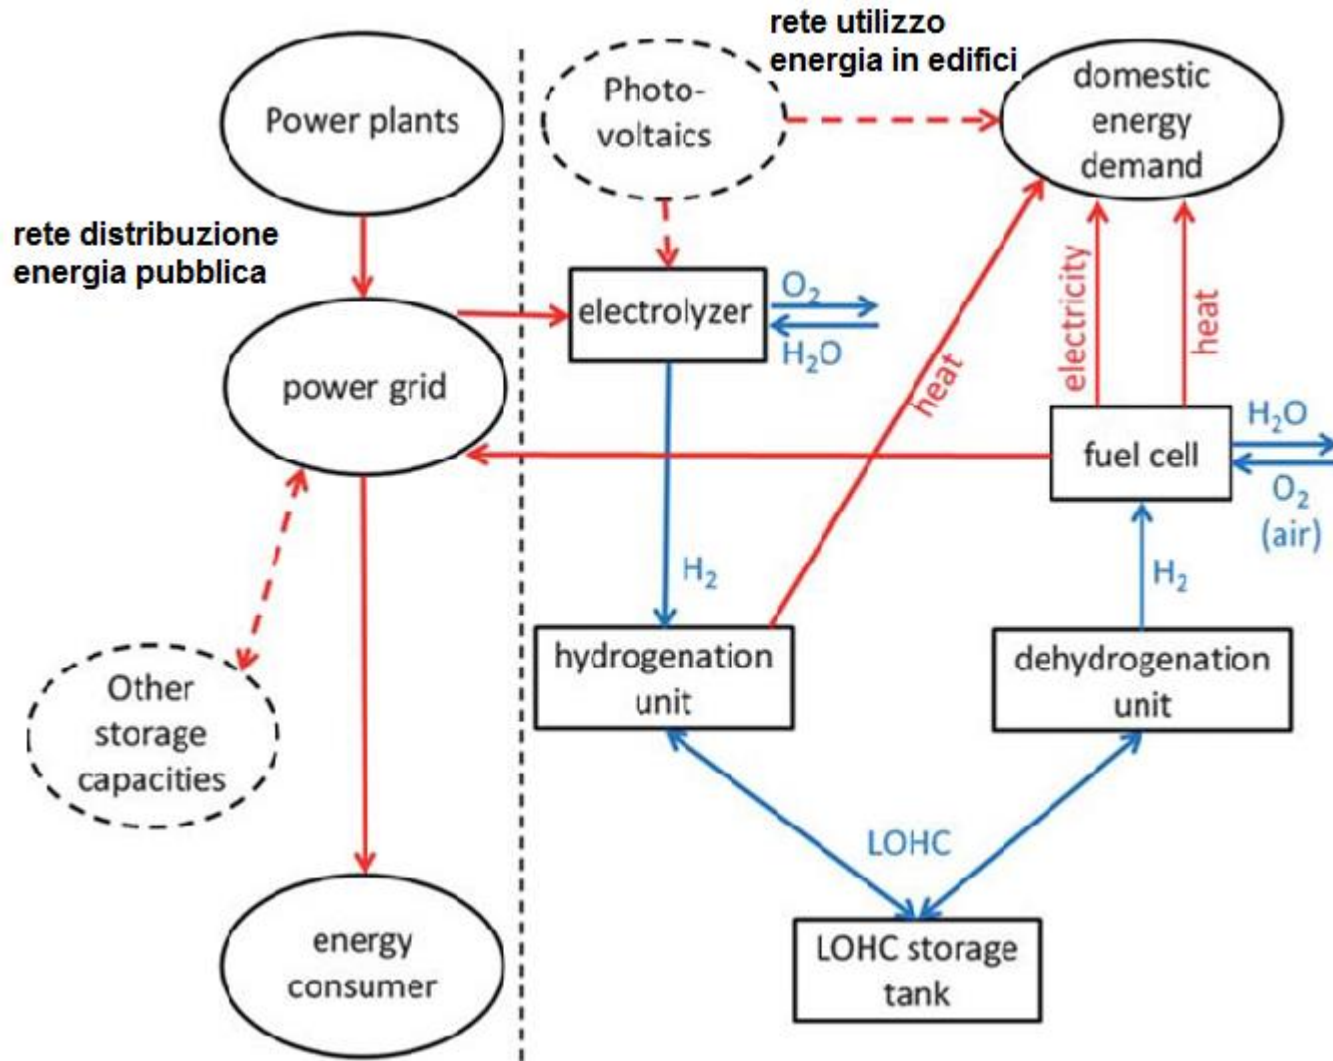 rete utilizzo
energia in edifici
Power plants
Photo-
voltaics
domestic
energy
demand
rete distribuzione
energia pubblica
electrolyzer
O₂
H₂O
power grid
heat
electricity
heat
fuel cell
H₂O
O₂
(air)
H₂
H₂
hydrogenation
unit
dehydrogenation
unit
Other
storage
capacities
LOHC
energy
consumer
LOHC storage
tank